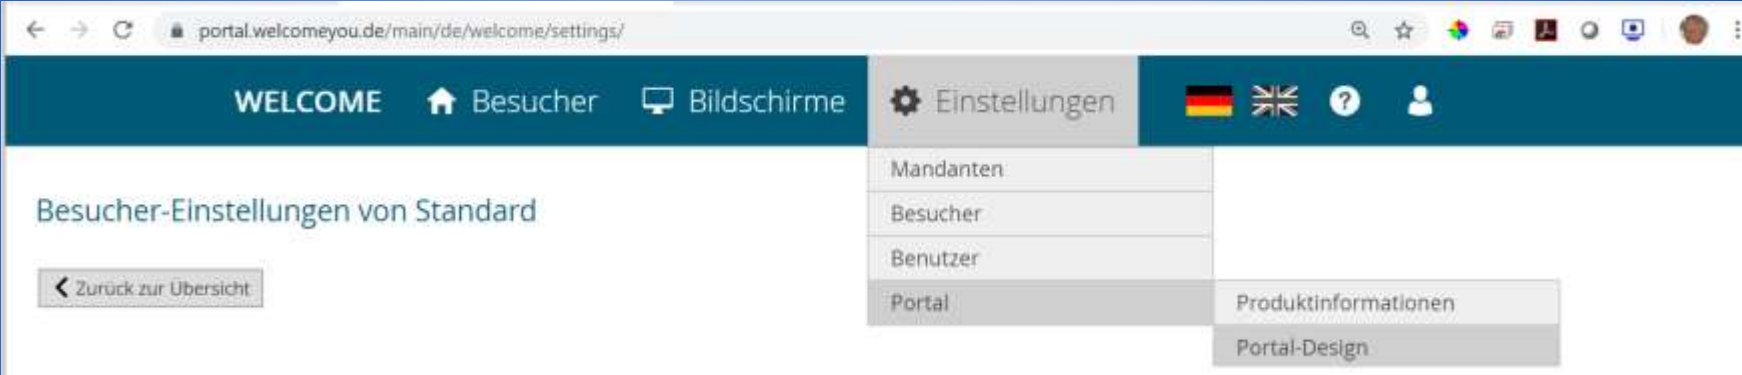 portal.welcomeyou.de/main/de/welcome/settings/
WELCOME Besucher Bildschirme Einstellungen ?
Mandanten
Besucher-Einstellungen von Standard
Besucher
Benutzer
Zurück zur Übersicht
Portal Produktinformationen
Portal-Design